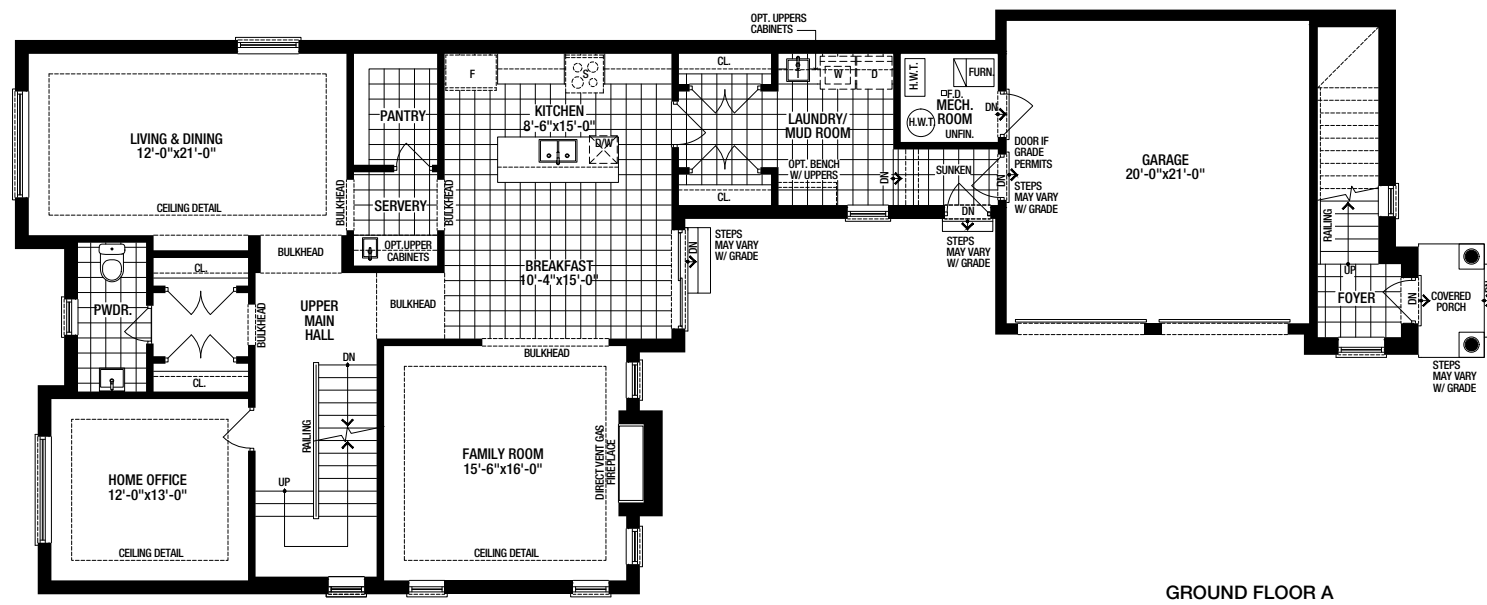 OPT. UPPERS
CABINETS
LIVING & DINING
12'-0"x21'-0"
CEILING DETAIL
BULKHEAD
PANTRY
SERVERY
BULKHEAD
OPT.UPPER
CABINETS
F
S
KITCHEN
8'-6"x15'-0"
D/W
BREAKFAST
10'-4"x15'-0"
CL.
CL.
W
D
LAUNDRY/
MUD ROOM
OPT. BENCH
W/ UPPERS
DN
SUNKEN
H.W.T.
FURN.
F.D.
MECH.
ROOM
H.W.T
UNFIN.
DN
DOOR IF
GRADE
PERMITS
DN
STEPS
MAY VARY
W/ GRADE
DN
STEPS
MAY VARY
W/ GRADE
DN
STEPS
MAY VARY
W/ GRADE
GARAGE
20'-0"x21'-0"
RAILING
UP
FOYER
DN
COVERED
PORCH
DN
STEPS
MAY VARY
W/ GRADE
BULKHEAD
CL.
PWDR.
BULKHEAD
CL.
UPPER
MAIN
HALL
BULKHEAD
DN
RAILING
UP
HOME OFFICE
12'-0"x13'-0"
CEILING DETAIL
BULKHEAD
FAMILY ROOM
15'-6"x16'-0"
DIRECT VENT GAS
FIREPLACE
CEILING DETAIL
GROUND FLOOR A